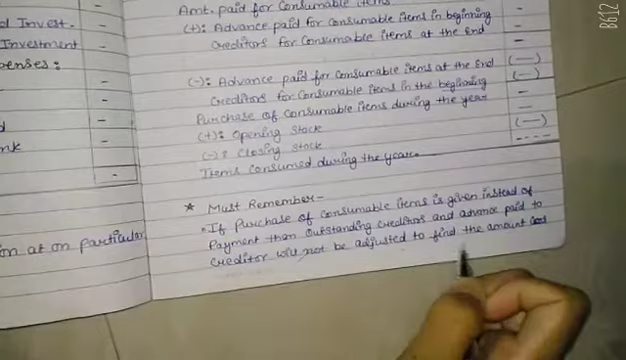 d Invest.
Investment
enses:
nk
on at on particular
Amt. paid for Consumable items
(+): Advance paid for Consumable Items in beginning
Creditors for Consumable items at the end
(-): Advance paid for Consumable Items at the End
Creditors for Consumable Items in the beginning
Purchase of Consumable Items during the year
(+): Opening Stock
(-): Closing Stock
Items Consumed during the year.
* Must Remember-
If Purchase of Consumable items is given instead of
Payment then outstanding creditors and advance paid to
Creditor will not be adjusted to find the amount
B612